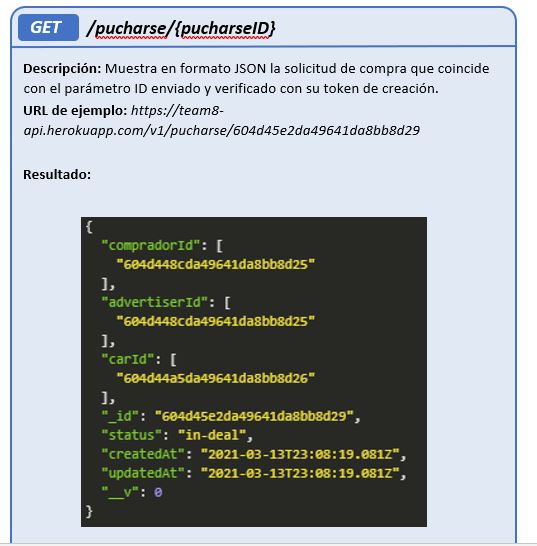 GET /pucharse/{pucharseID}
Descripción: Muestra en formato JSON la solicitud de compra que coincide
con el parámetro ID enviado y verificado con su token de creación.
URL de ejemplo: https://team8-
api.herokuapp.com/v1/pucharse/604d45e2da49641da8bb8d29
Resultado:
{
"compradorId": [
"604d448cda49641da8bb8d25"
],
"advertiserId": [
"604d448cda49641da8bb8d25"
],
"carId": [
"604d44a5da49641da8bb8d26"
],
"_id": "604d45e2da49641da8bb8d29",
"status": "in-deal",
"createdAt": "2021-03-13T23:08:19.081Z",
"updatedAt": "2021-03-13T23:08:19.081Z",
"__v": 0
}